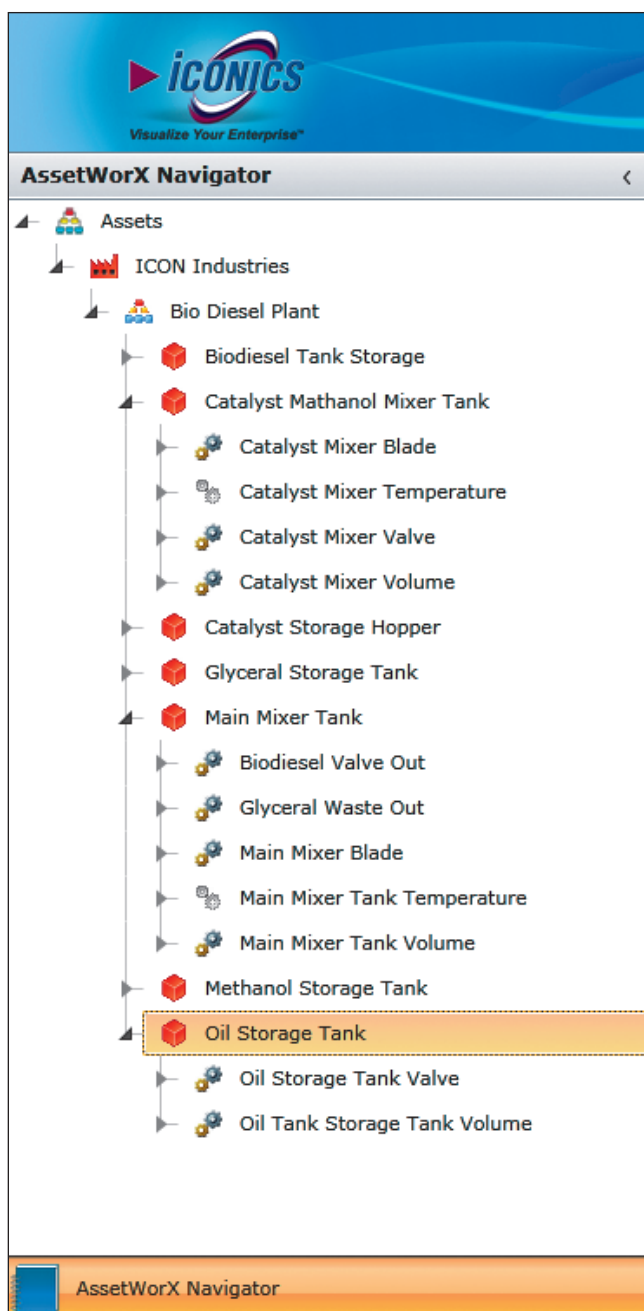 ICONICS
Visualize Your Enterprise™
AssetWorX Navigator
Assets
ICON Industries
Bio Diesel Plant
Biodiesel Tank Storage
Catalyst Mathanol Mixer Tank
Catalyst Mixer Blade
Catalyst Mixer Temperature
Catalyst Mixer Valve
Catalyst Mixer Volume
Catalyst Storage Hopper
Glyceral Storage Tank
Main Mixer Tank
Biodiesel Valve Out
Glyceral Waste Out
Main Mixer Blade
Main Mixer Tank Temperature
Main Mixer Tank Volume
Methanol Storage Tank
Oil Storage Tank
Oil Storage Tank Valve
Oil Tank Storage Tank Volume
AssetWorX Navigator